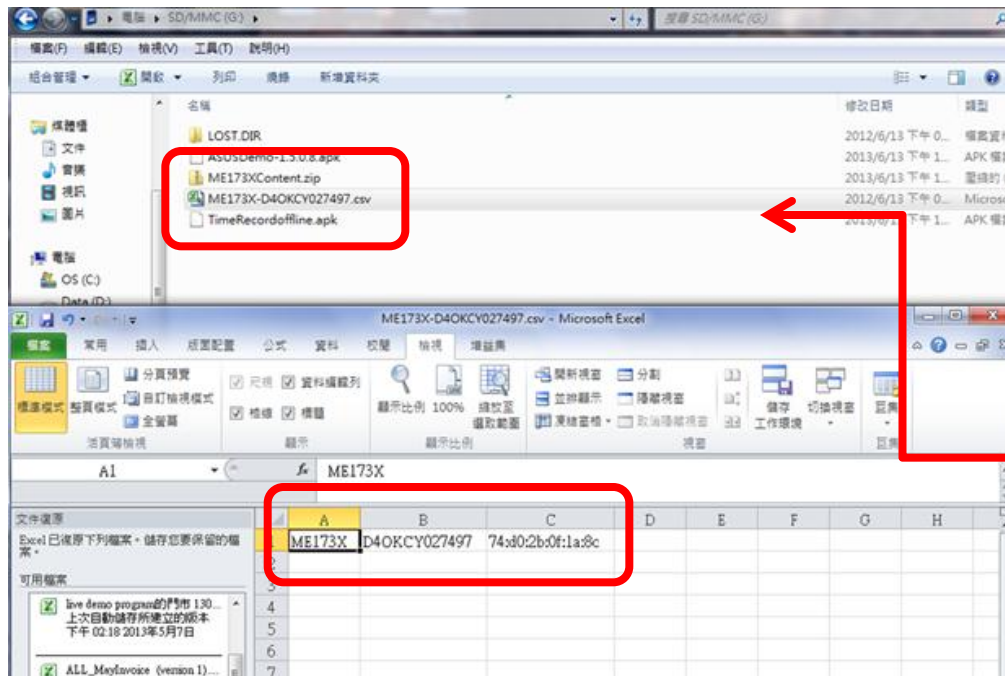 電腦 ▸ SD/MMC (G:) ▸
搜尋 SD/MMC (G:)
檔案(F) 編輯(E) 檢視(V) 工具(T) 說明(H)
組合管理 開啟 列印 燒錄 新增資料夾
名稱 修改日期 類型
媒體櫃
文件
音樂
視訊
圖片
電腦
OS (C:)
Data (D:)
LOST.DIR 2012/6/13 下午 0...
ASUSDemo-1.5.0.8.apk 2013/6/13 下午 1... APK
ME173XContent.zip 2013/6/13 下午 1...
ME173X-D4OKCY027497.csv 2012/6/13 下午 0...
TimeRecordoffline.apk 下午 1... APK
ME173X-D4OKCY027497.csv - Microsoft Excel
檔案 常用 插入 版面配置 公式 資料 校閱 檢視 增益集
標準模式 整頁模式 分頁預覽
自訂檢視模式
全螢幕
活頁簿檢視
尺規 資料編輯列
格線 標題
顯示
顯示比例 100% 縮放至
選取範圍
顯示比例
開新視窗 分割
並排顯示 隱藏視窗
凍結窗格 取消隱藏視窗
視窗
儲存
工作環境
切換視窗
巨集
巨集
A1 fx ME173X
文件復原
Excel 已復原下列檔案。儲存您要保留的檔
案。
可用檔案
live demo program的門市 130...
上次自動儲存所建立的版本
下午 02:18 2013年5月7日
ALL_MayInvoice (version 1)....
A B C D E F G H
1 ME173X D4OKCY027497 74:d0:2b:0f:1a:8c
2
3
4
5
6
7